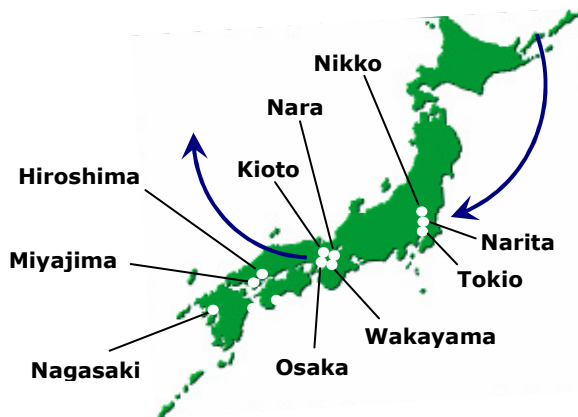 Nikko
Nara
Kioto
Hiroshima
Narita
Miyajima
Tokio
Wakayama
Osaka
Nagasaki